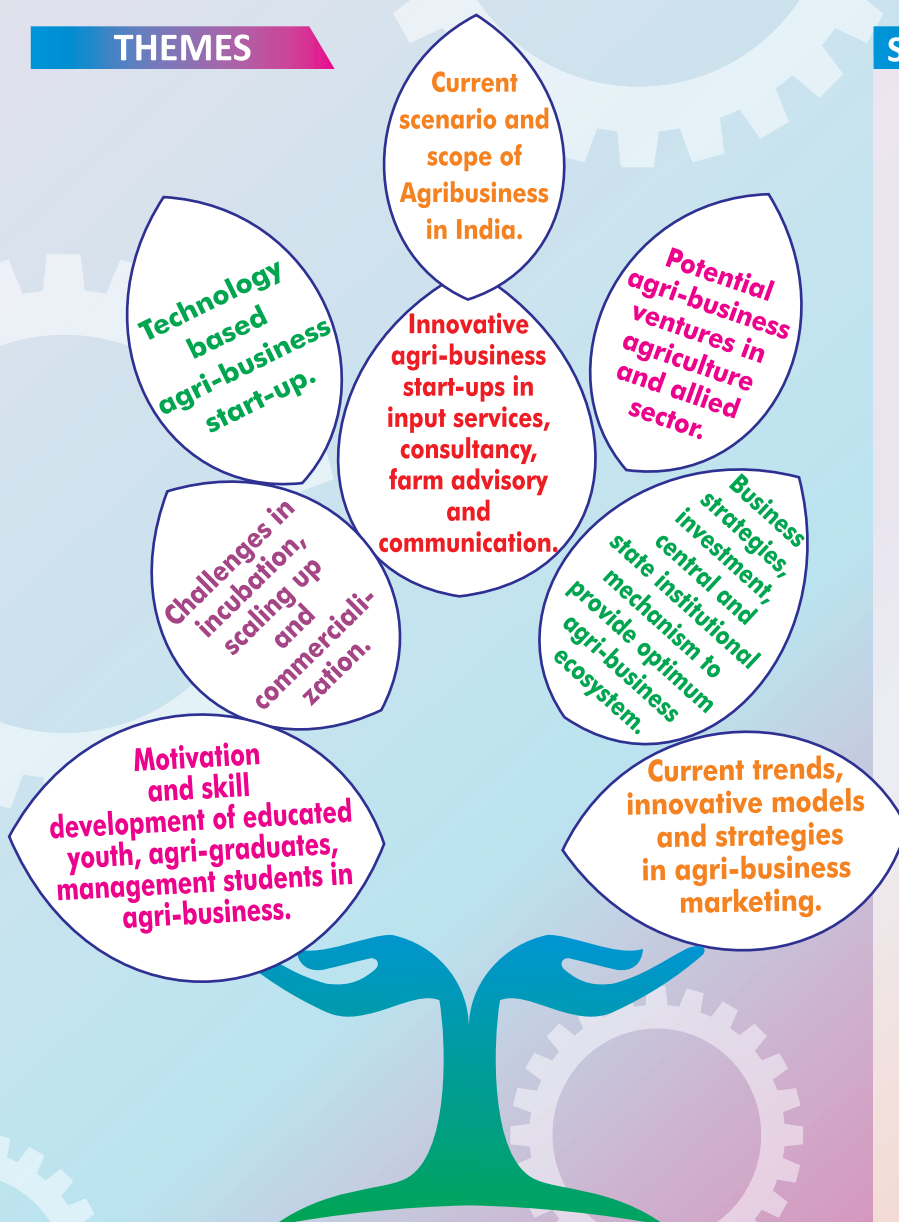 THEMES
S
Current
scenario and
scope of
Agribusiness
in India.
Technology
based
agri-business
start-up.
Potential
agri-business
ventures in
agriculture
and allied
sector.
Innovative
agri-business
start-ups in
input services,
consultancy,
farm advisory
and
communication.
Challenges in
incubation,
scaling up
and
commerciali-
zation.
Business
strategies,
investment,
central and
state institutional
mechanism to
provide optimum
agri-business
ecosystem.
Motivation
and skill
development of educated
youth, agri-graduates,
management students in
agri-business.
Current trends,
innovative models
and strategies
in agri-business
marketing.